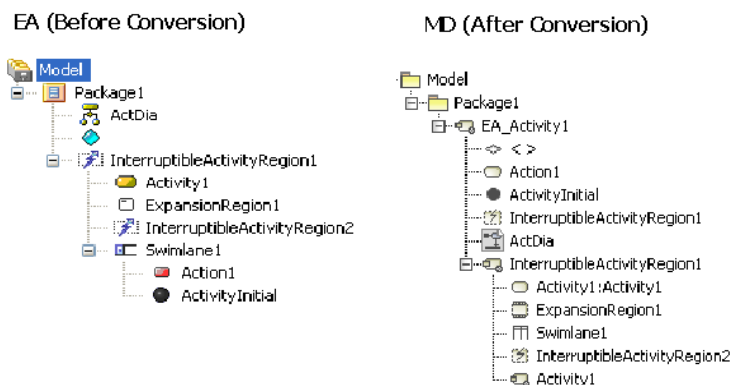 EA (Before Conversion)
Model
Package1
ActDia
InterruptibleActivityRegion1
Activity1
ExpansionRegion1
InterruptibleActivityRegion2
Swimlane1
Action1
ActivityInitial
MD (After Conversion)
Model
Package1
EA_Activity1
< >
Action1
ActivityInitial
InterruptibleActivityRegion1
ActDia
InterruptibleActivityRegion1
Activity1:Activity1
ExpansionRegion1
Swimlane1
InterruptibleActivityRegion2
Activity1